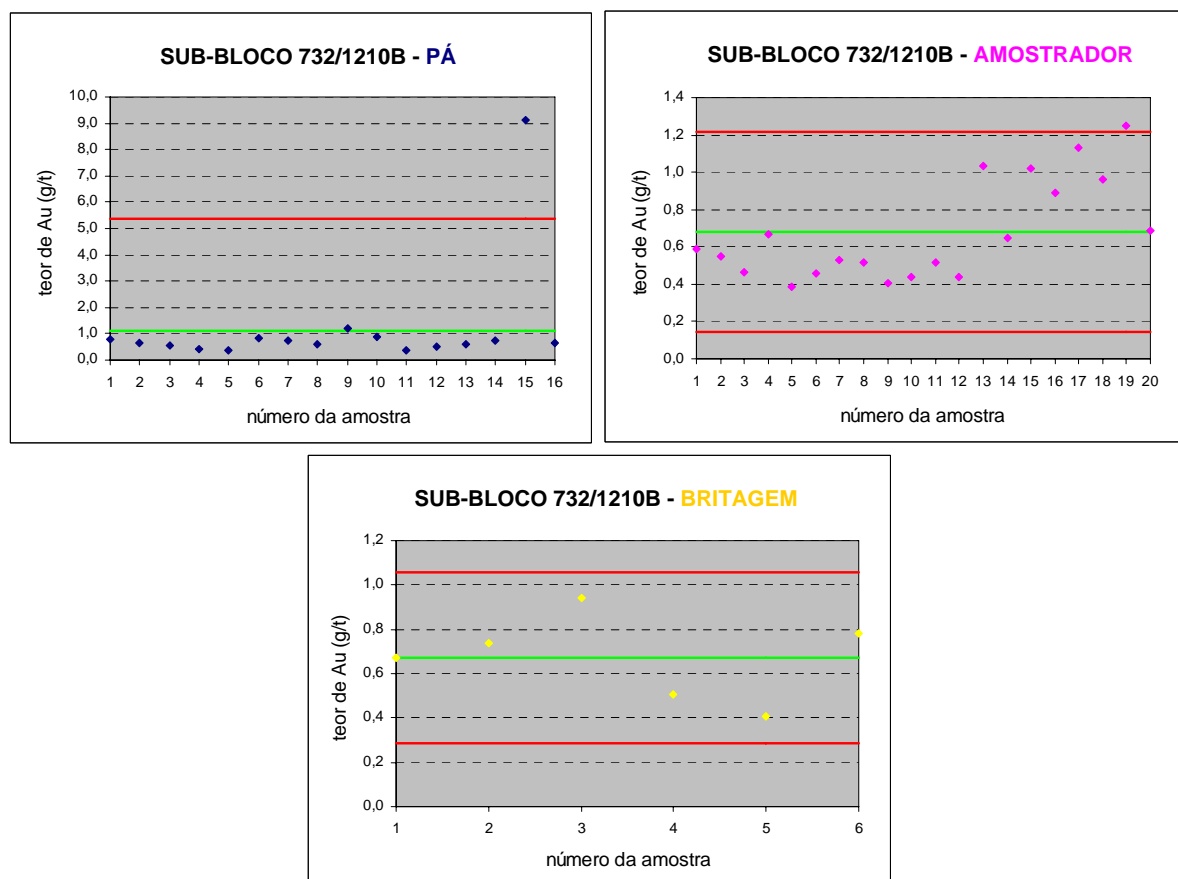 SUB-BLOCO 732/1210B - PÁ
10,0
9,0
8,0
7,0
6,0
5,0
4,0
3,0
2,0
1,0
0,0
teor de Au (g/t)
1 2 3 4 5 6 7 8 9 10 11 12 13 14 15 16
número da amostra
SUB-BLOCO 732/1210B - AMOSTRADOR
1,4
1,2
1,0
0,8
0,6
0,4
0,2
0,0
teor de Au (g/t)
1 2 3 4 5 6 7 8 9 10 11 12 13 14 15 16 17 18 19 20
número da amostra
SUB-BLOCO 732/1210B - BRITAGEM
1,2
1,0
0,8
0,6
0,4
0,2
0,0
teor de Au (g/t)
1 2 3 4 5 6
número da amostra